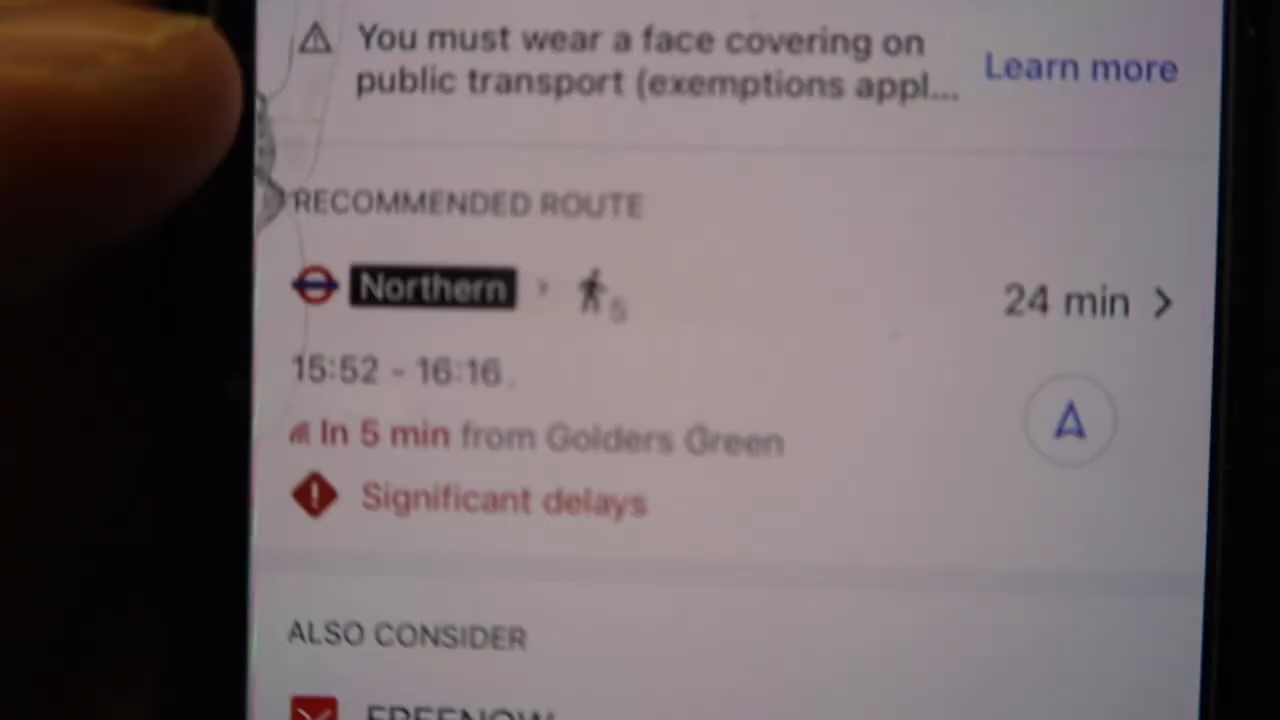 You must wear a face covering on
public transport (exemptions appl...
Learn more
RECOMMENDED ROUTE
Northern > 5
24 min >
15:52 - 16:16
In 5 min from Golders Green
Significant delays
ALSO CONSIDER
FREENOW